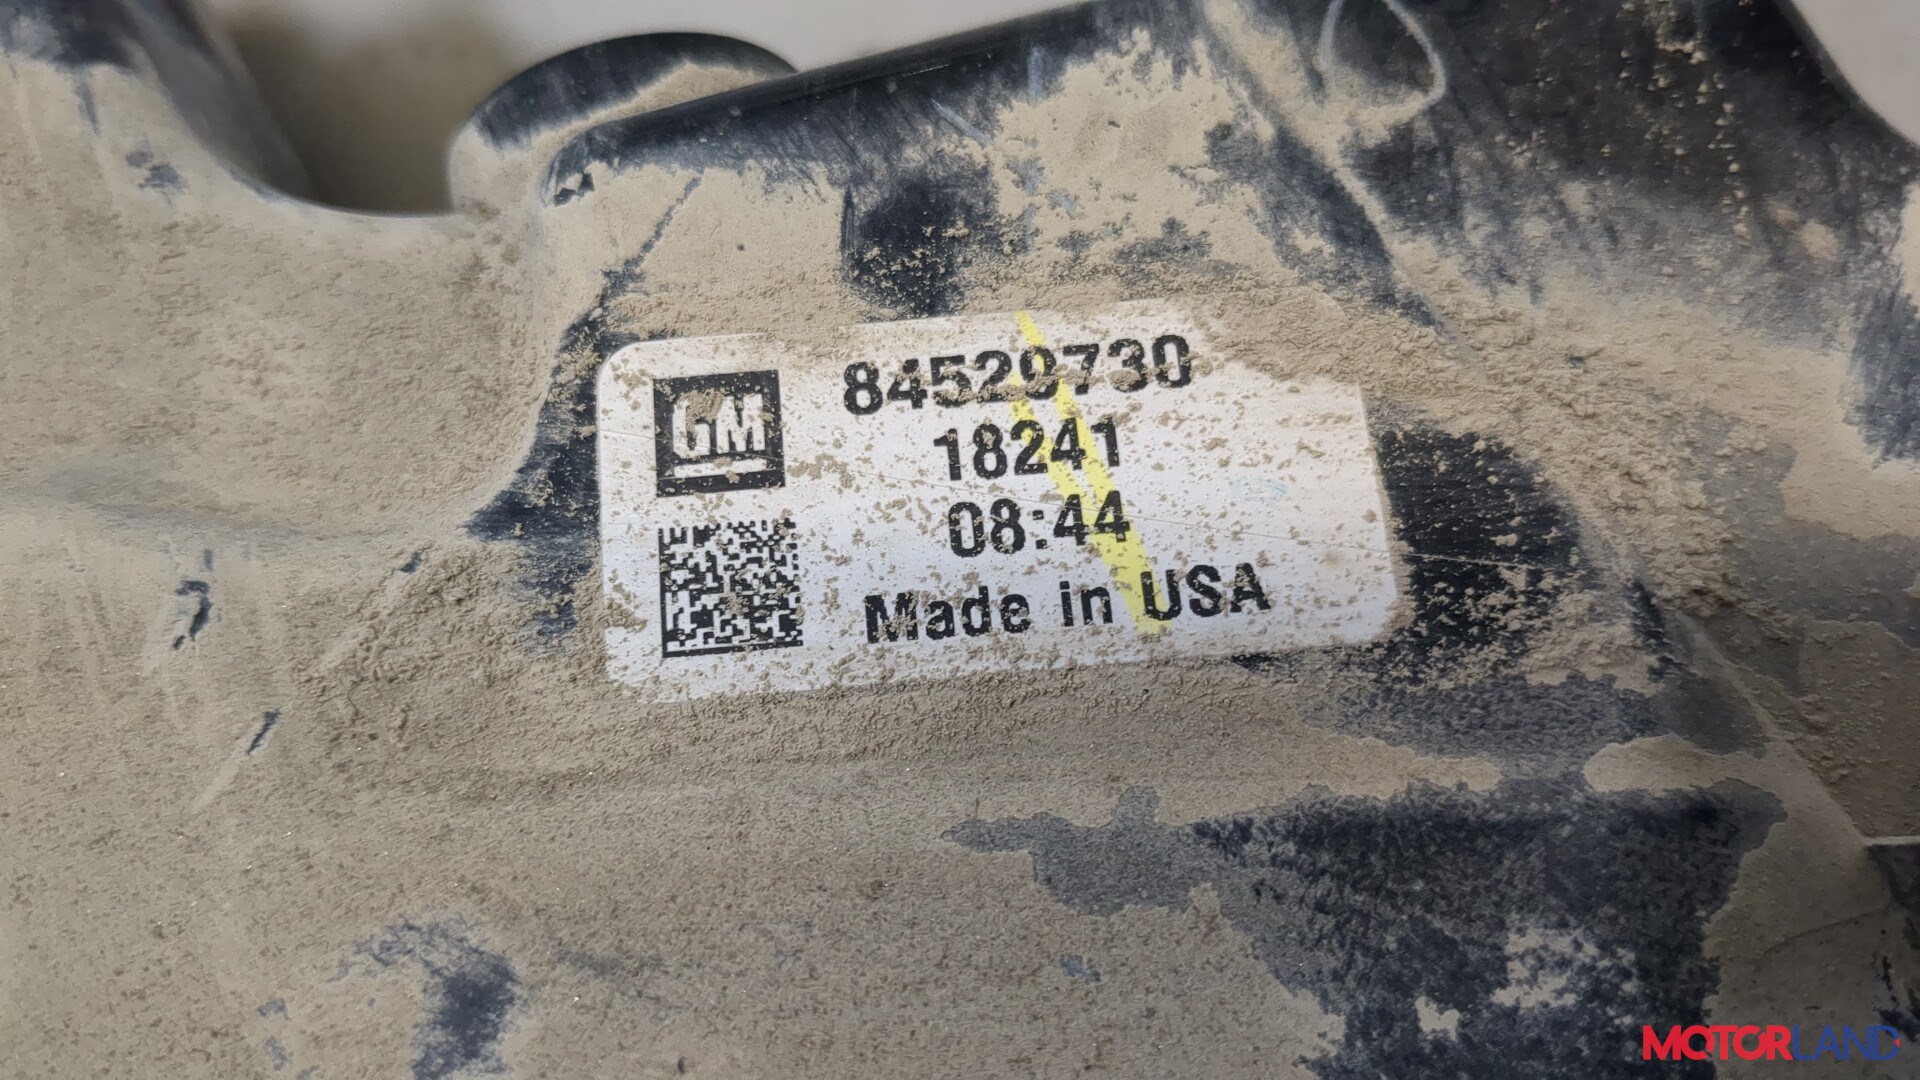 GM
84529730
18241
08:44
Made in USA
MOTORLAND